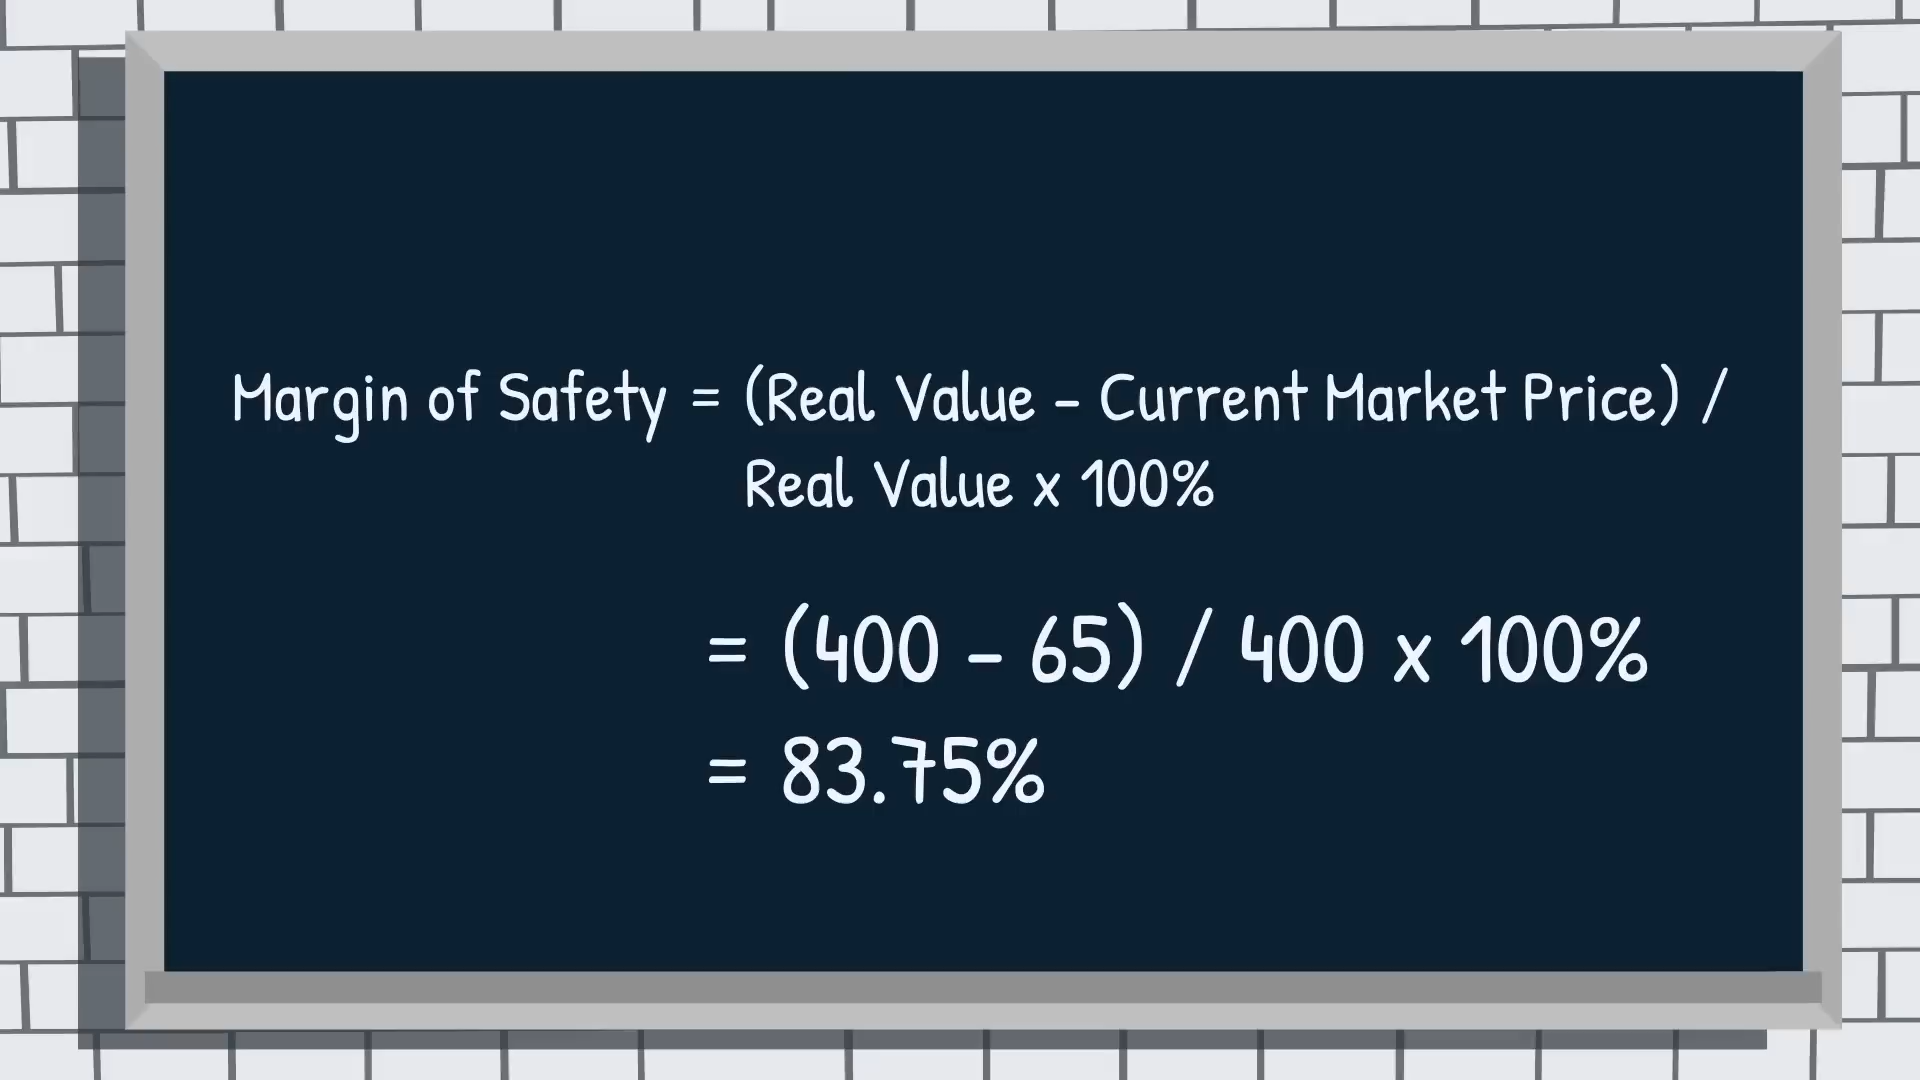 Margin of Safety = (Real Value - Current Market Price) /
Real Value x 100%
= (400 - 65) / 400 x 100%
= 83.75%